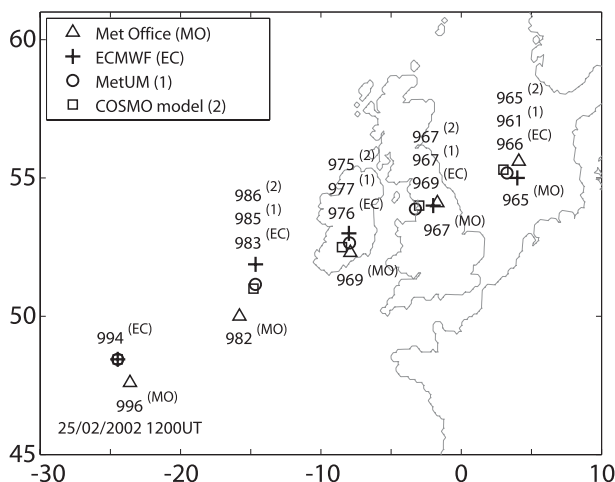 60
55
50
45
-30
-20
-10
0
10
Met Office (MO)
ECMWF (EC)
MetUM (1)
COSMO model (2)
965 (2)
961 (1)
966 (EC)
965 (MO)
967 (2)
967 (1)
969 (EC)
967 (MO)
975 (2)
977 (1)
976 (EC)
969 (MO)
986 (2)
985 (1)
983 (EC)
982 (MO)
994 (EC)
996 (MO)
25/02/2002 1200UT